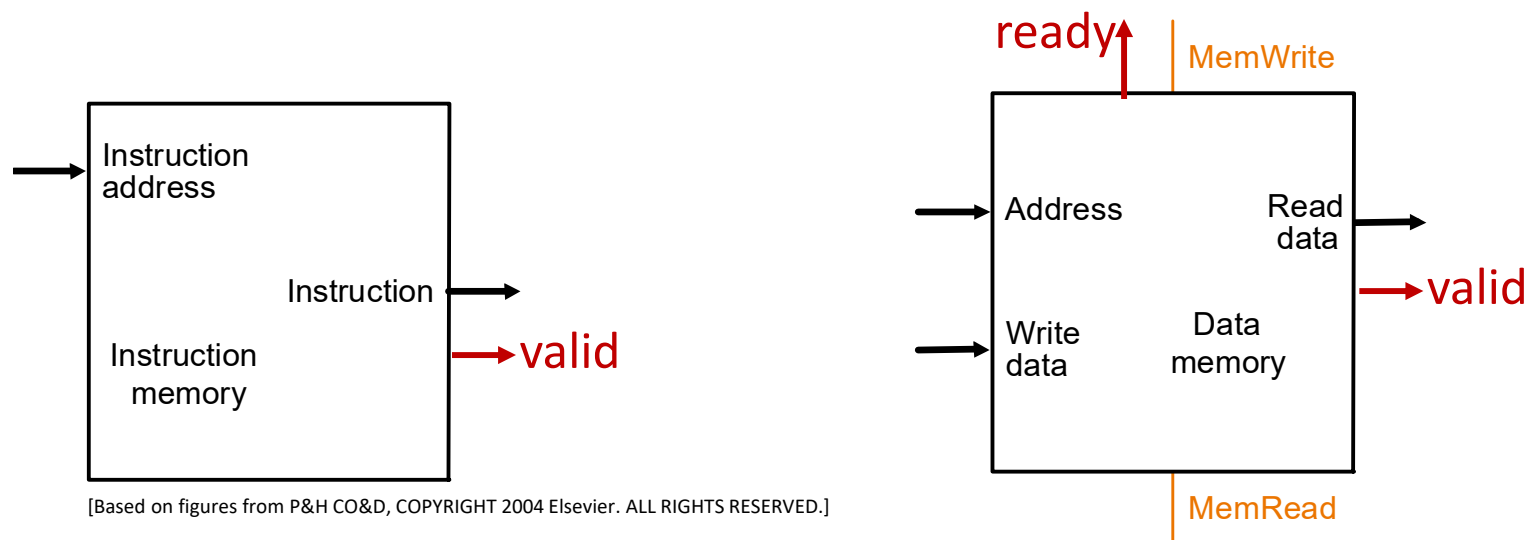 Instruction
address
Instruction
valid
Instruction
memory
[Based on figures from P&H CO&D, COPYRIGHT 2004 Elsevier. ALL RIGHTS RESERVED.]
ready
MemWrite
Address
Read
data
valid
Write
data
Data
memory
MemRead